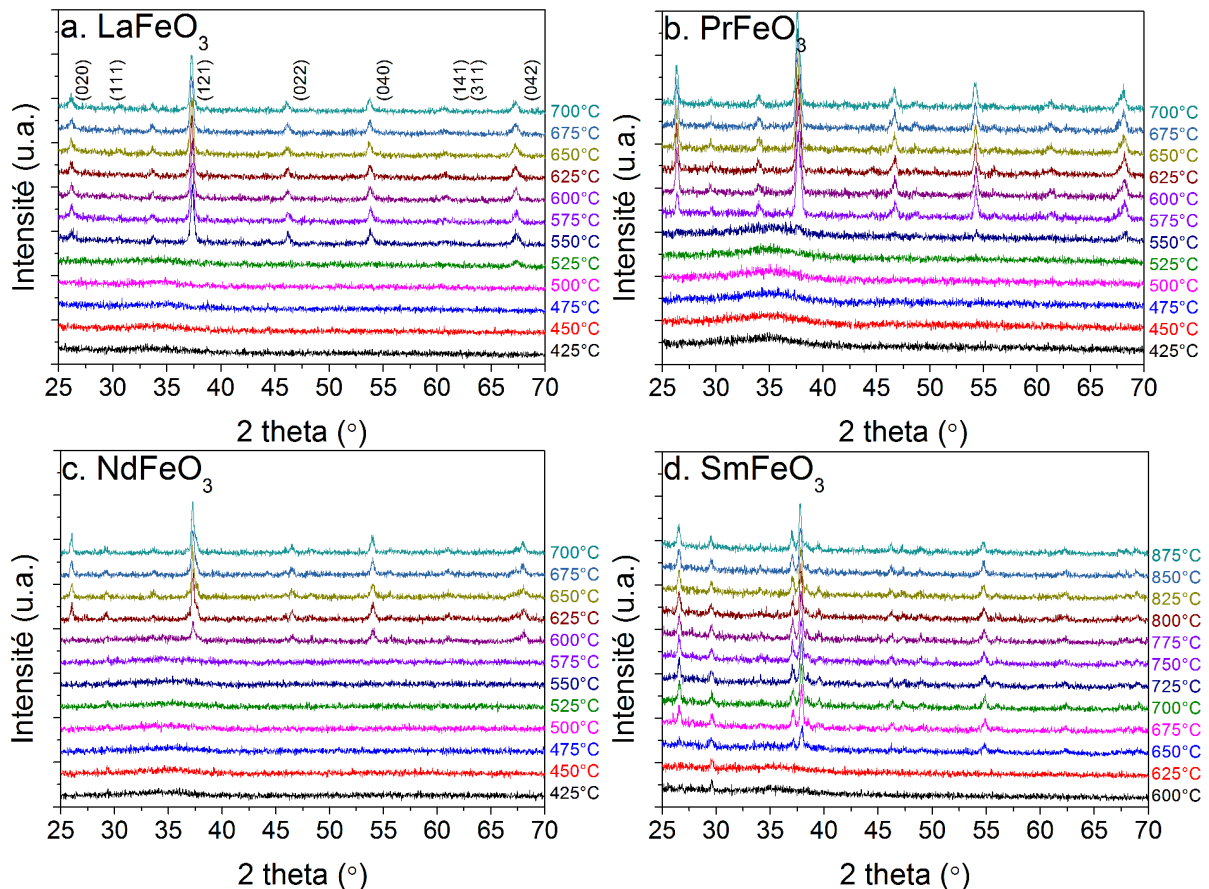 a. LaFeO3
(020)
(111)
(121)
(022)
(040)
(141)
(311)
(042)
Intensité (u.a.)
700°C
675°C
650°C
625°C
600°C
575°C
550°C
525°C
500°C
475°C
450°C
425°C
25 30 35 40 45 50 55 60 65 70
2 theta (°)
b. PrFeO3
Intensité (u.a.)
700°C
675°C
650°C
625°C
600°C
575°C
550°C
525°C
500°C
475°C
450°C
425°C
25 30 35 40 45 50 55 60 65 70
2 theta (°)
c. NdFeO3
Intensité (u.a.)
700°C
675°C
650°C
625°C
600°C
575°C
550°C
525°C
500°C
475°C
450°C
425°C
25 30 35 40 45 50 55 60 65 70
2 theta (°)
d. SmFeO3
Intensité (u.a.)
875°C
850°C
825°C
800°C
775°C
750°C
725°C
700°C
675°C
650°C
625°C
600°C
25 30 35 40 45 50 55 60 65 70
2 theta (°)